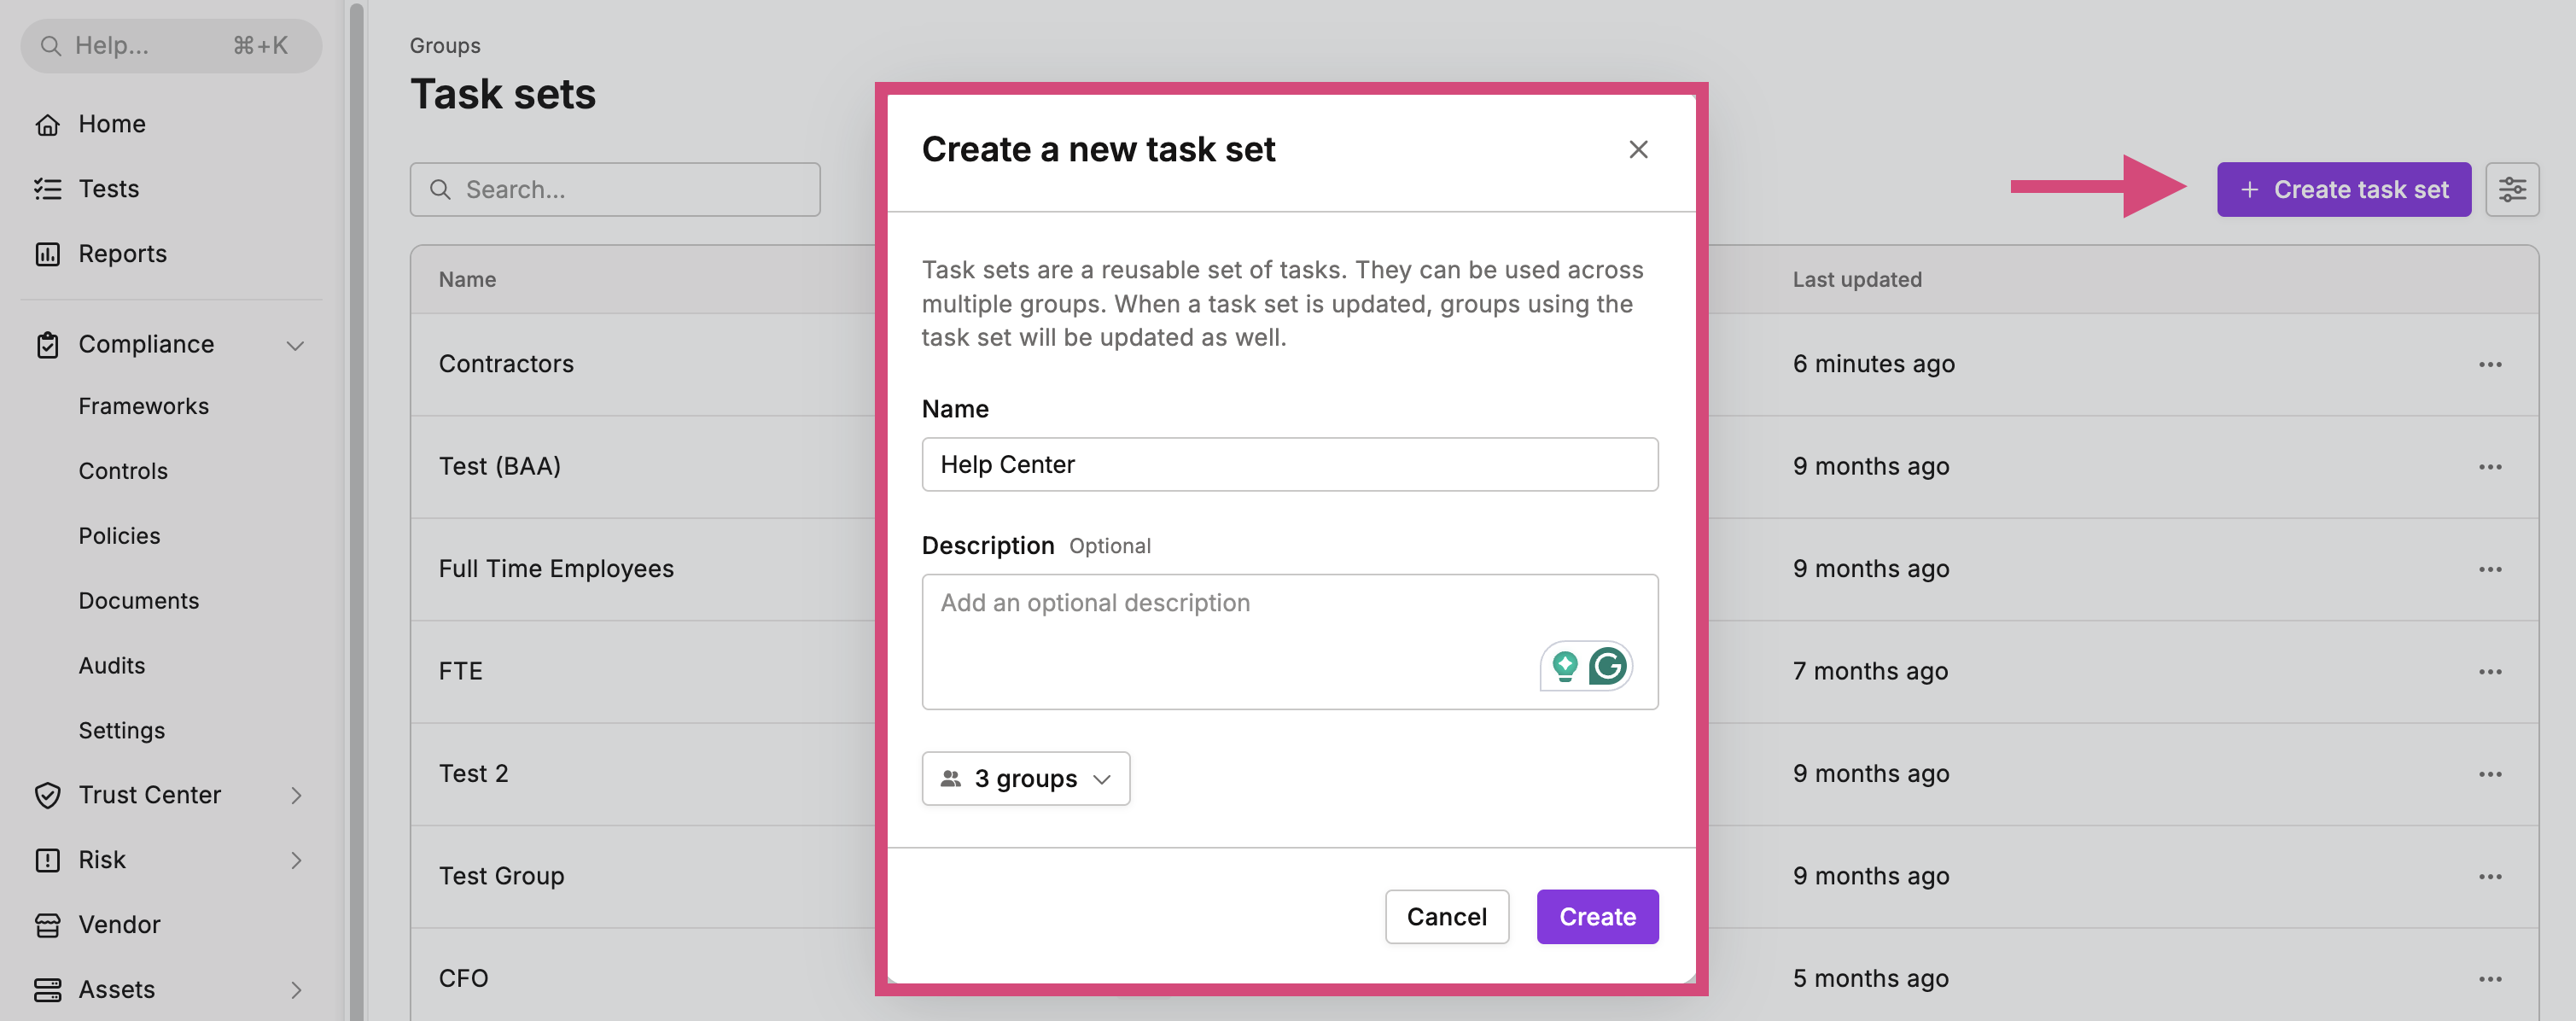 Help... ⌘+K
Home
Tests
Reports
Compliance
Frameworks
Controls
Policies
Documents
Audits
Settings
Trust Center
Risk
Vendor
Assets
Groups
Task sets
Search...
+ Create task set
Name
Last updated
Contractors
6 minutes ago
Test (BAA)
9 months ago
Full Time Employees
9 months ago
FTE
7 months ago
Test 2
9 months ago
Test Group
9 months ago
CFO
5 months ago
Create a new task set
Task sets are a reusable set of tasks. They can be used across
multiple groups. When a task set is updated, groups using the
task set will be updated as well.
Name
Help Center
Description Optional
Add an optional description
3 groups
Cancel Create